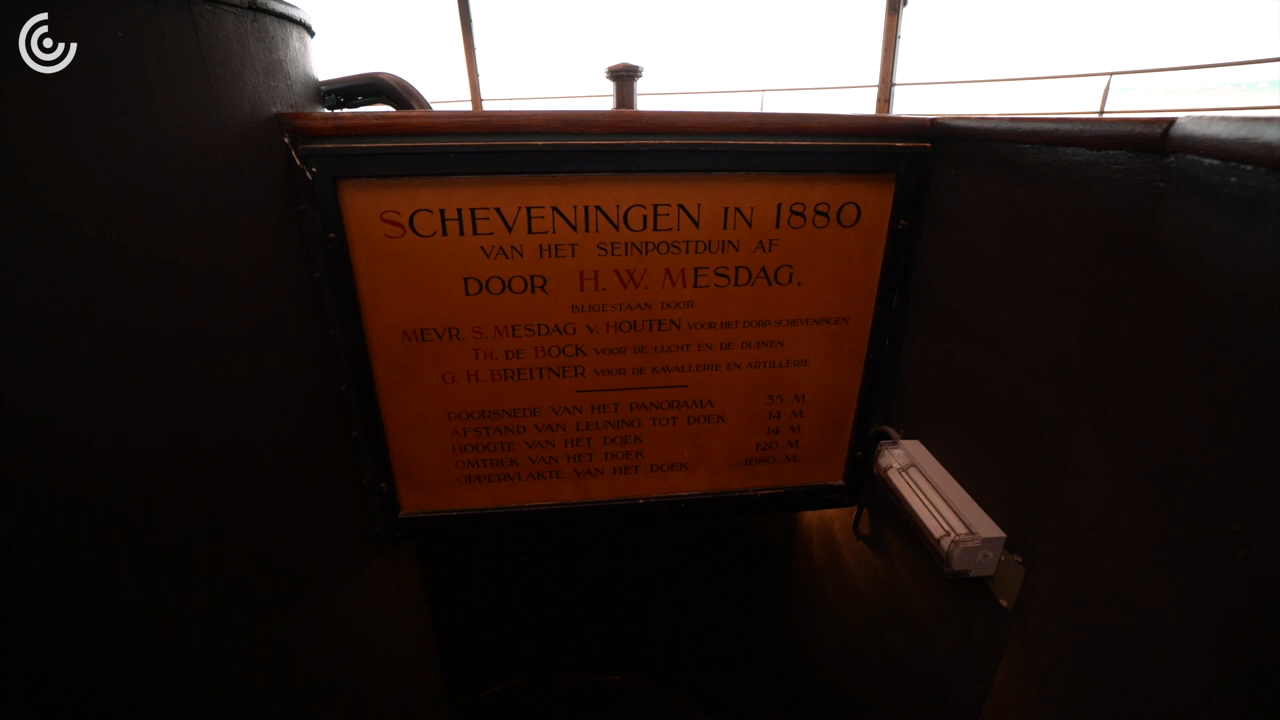 SCHEVENINGEN IN 1880
VAN HET SEINPOSTDUIN AF
DOOR H. W. MESDAG,
BIJGESTAAN DOOR
MEVR. S. MESDAG V. HOUTEN VOOR HET DORP SCHEVENINGEN
TH. DE BOCK VOOR DE LUCHT EN DE DUINEN
G. H. BREITNER VOOR DE KAVALLERIE EN ARTILLERIE
DOORSNEDE VAN HET PANORAMA 35 M.
AFSTAND VAN LEUNING TOT DOEK 14 M.
HOOGTE VAN HET DOEK 14 M.
OMTREK VAN HET DOEK 120 M.
OPPERVLAKTE VAN HET DOEK 1680 M.